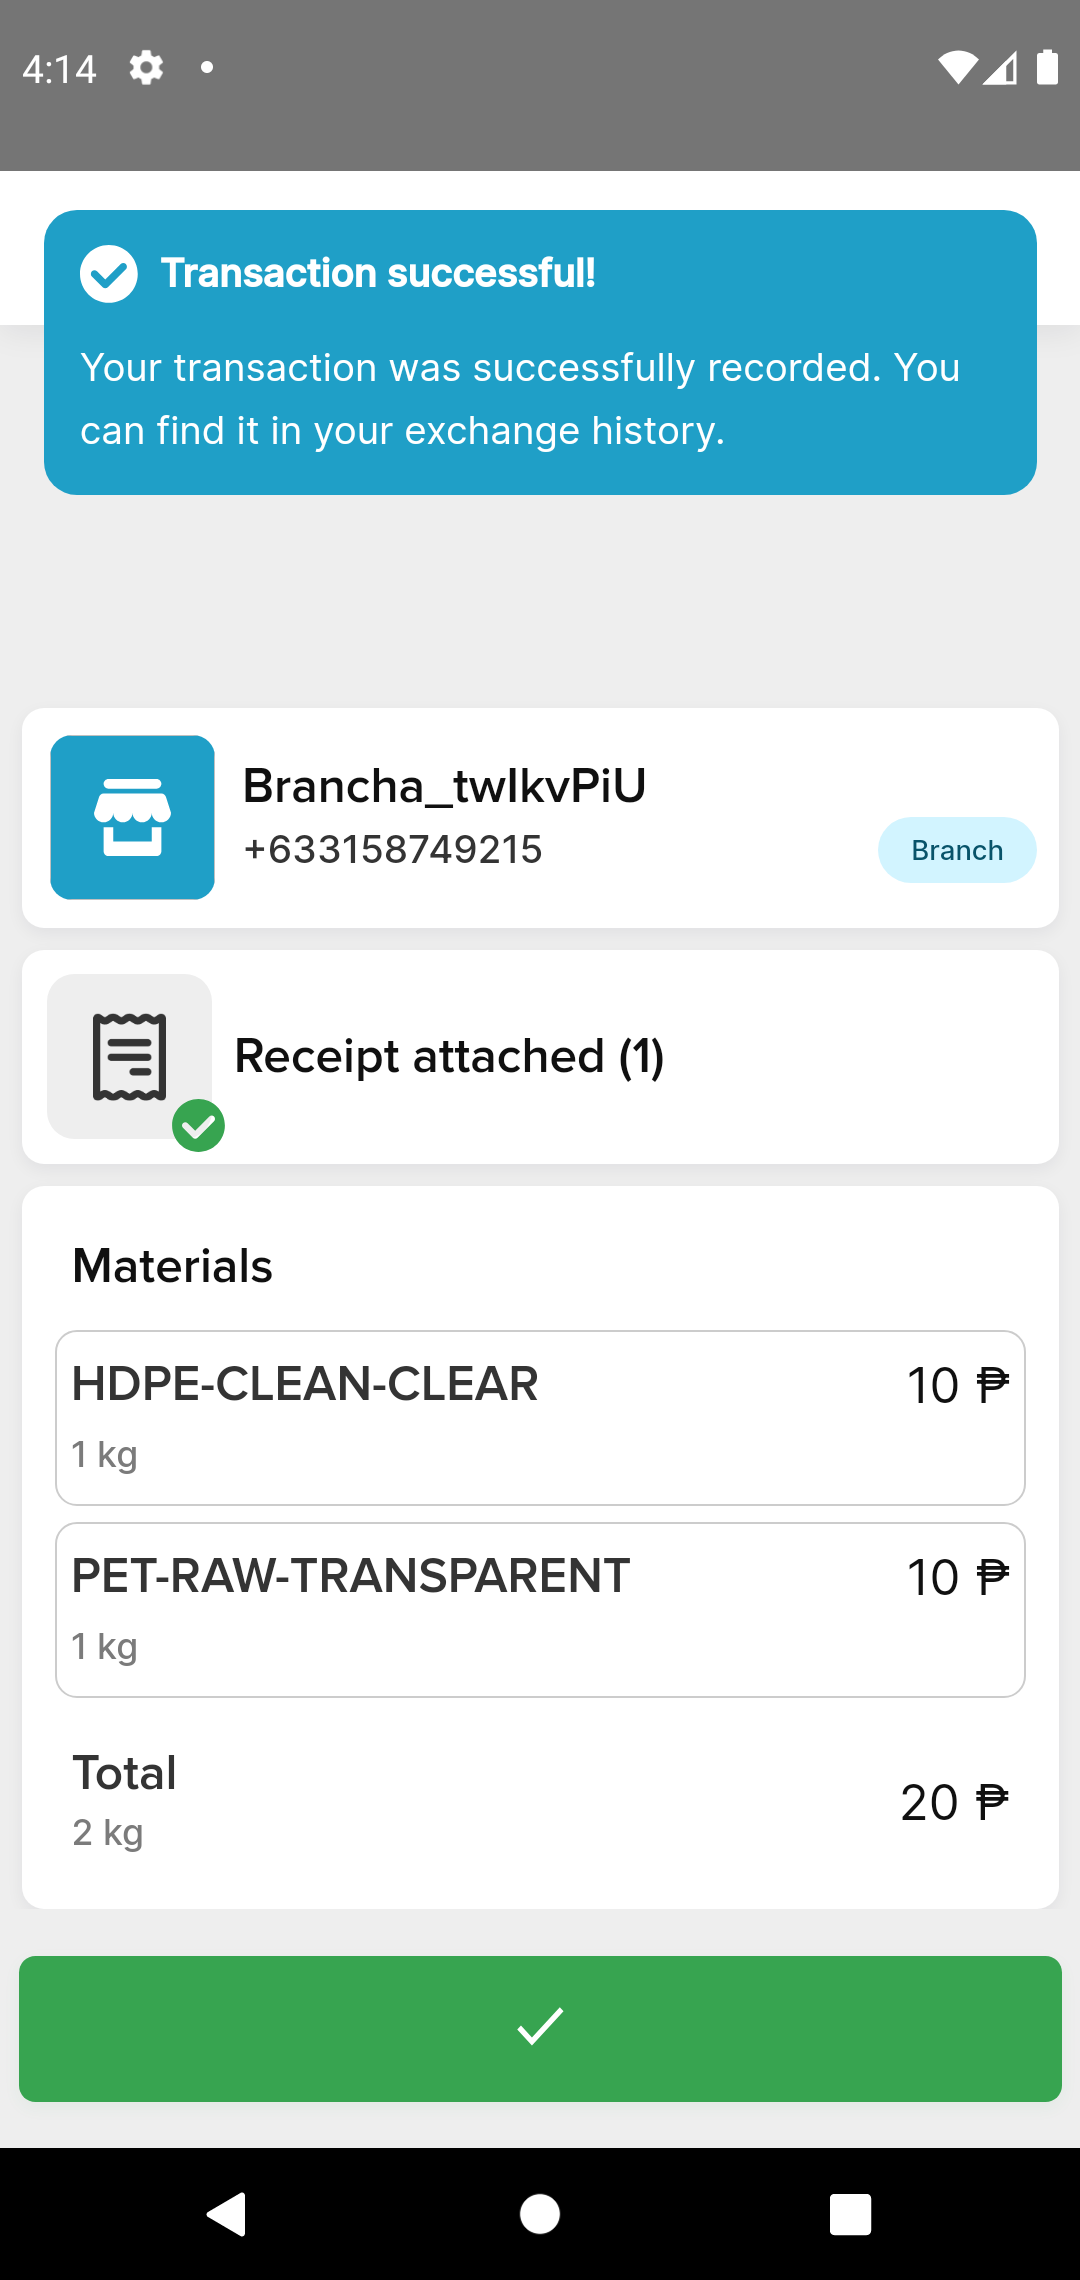 4:14
Transaction successful!
Your transaction was successfully recorded. You
can find it in your exchange history.
Brancha_twlkvPiU
+633158749215
Branch
Receipt attached (1)
Materials
HDPE-CLEAN-CLEAR
10 ₱
1 kg
PET-RAW-TRANSPARENT
10 ₱
1 kg
Total
20 ₱
2 kg